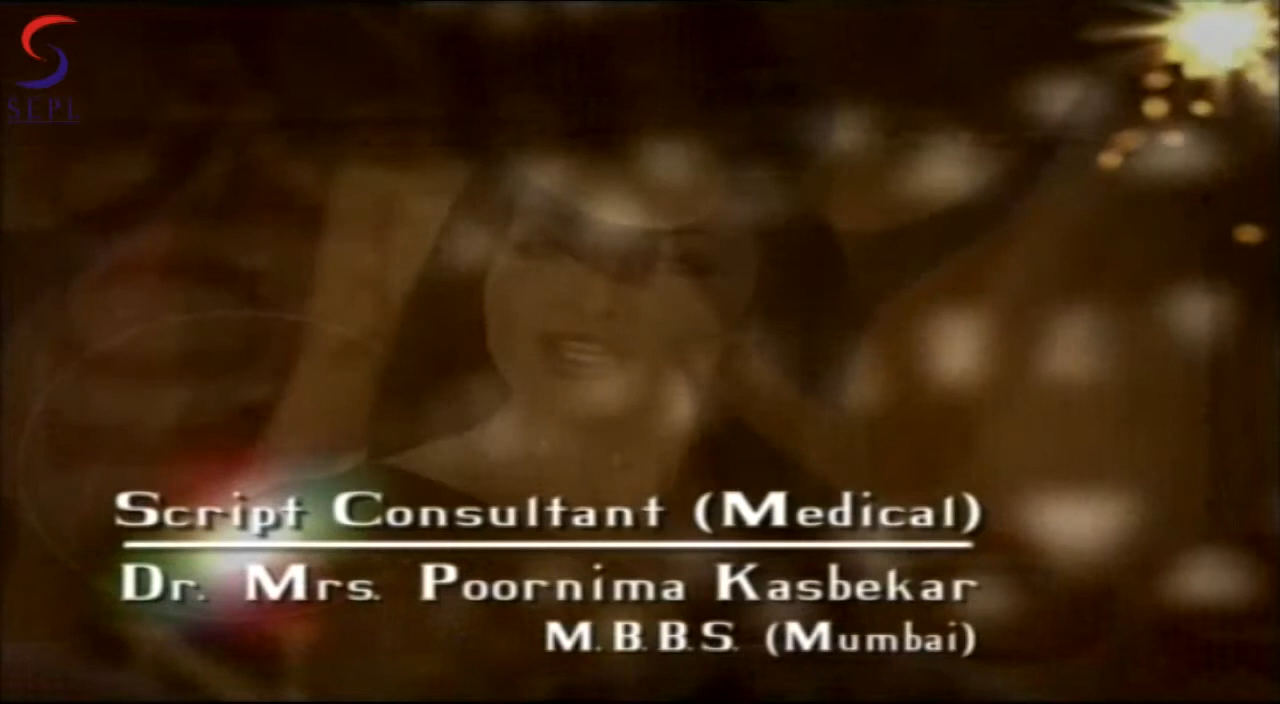 SEPL
Script Consultant (Medical)
Dr. Mrs. Poornima Kasbekar
M.B.B.S. (Mumbai)